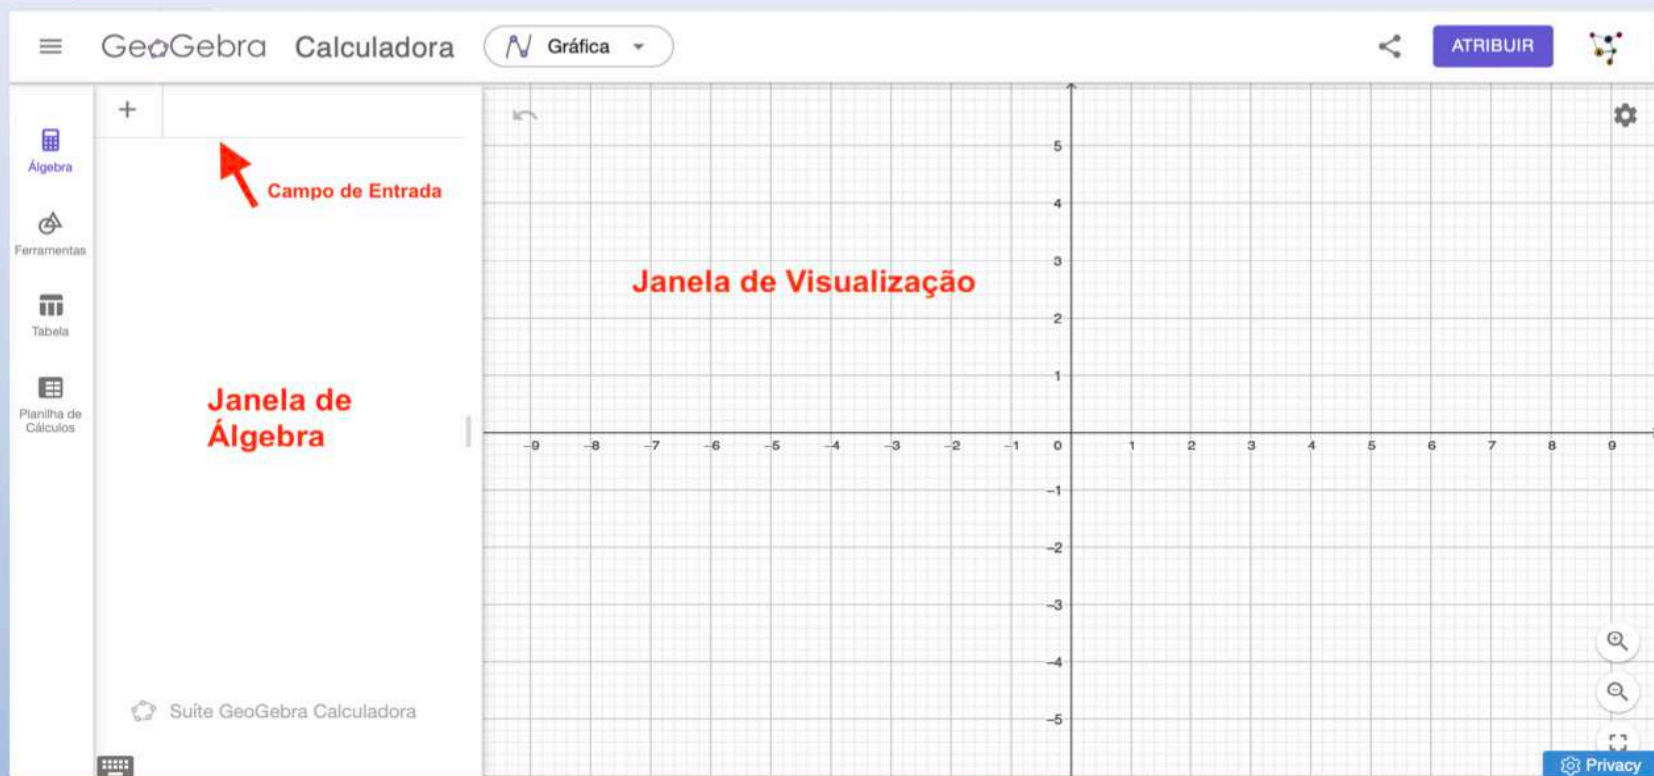 GeoGebra Calculadora Gráfica ATRIBUIR
+
Álgebra
Campo de Entrada
Ferramentas
Tabela
Planilha de
Cálculos
Janela de
Álgebra
Suíte GeoGebra Calculadora
Janela de Visualização
5
4
3
2
1
−9 −8 −7 −6 −5 −4 −3 −2 −1 0 1 2 3 4 5 6 7 8 9
−1
−2
−3
−4
−5
Privacy